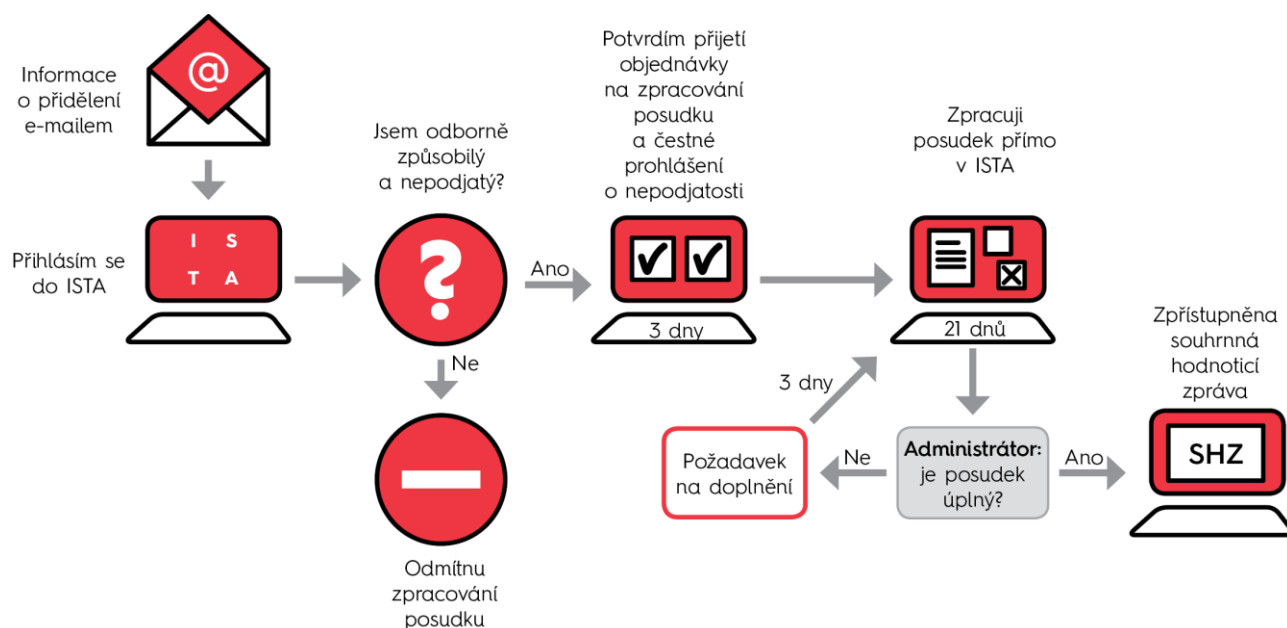 Informace
o přidělení
e-mailem
@
Přihlásím se
do ISTA
I S
T A
Jsem odborně
způsobilý
a nepodjatý?
?
Ano
Ne
Odmítnu
zpracování
posudku
Potvrdím přijetí
objednávky
na zpracování
posudku
a čestné
prohlášení
o nepodjatosti
3 dny
Zpracuji
posudek přímo
v ISTA
21 dnů
3 dny
Administrátor:
je posudek
úplný?
Ne
Požadavek
na doplnění
Ano
Zpřístupněna
souhrnná
hodnoticí
zpráva
SHZ